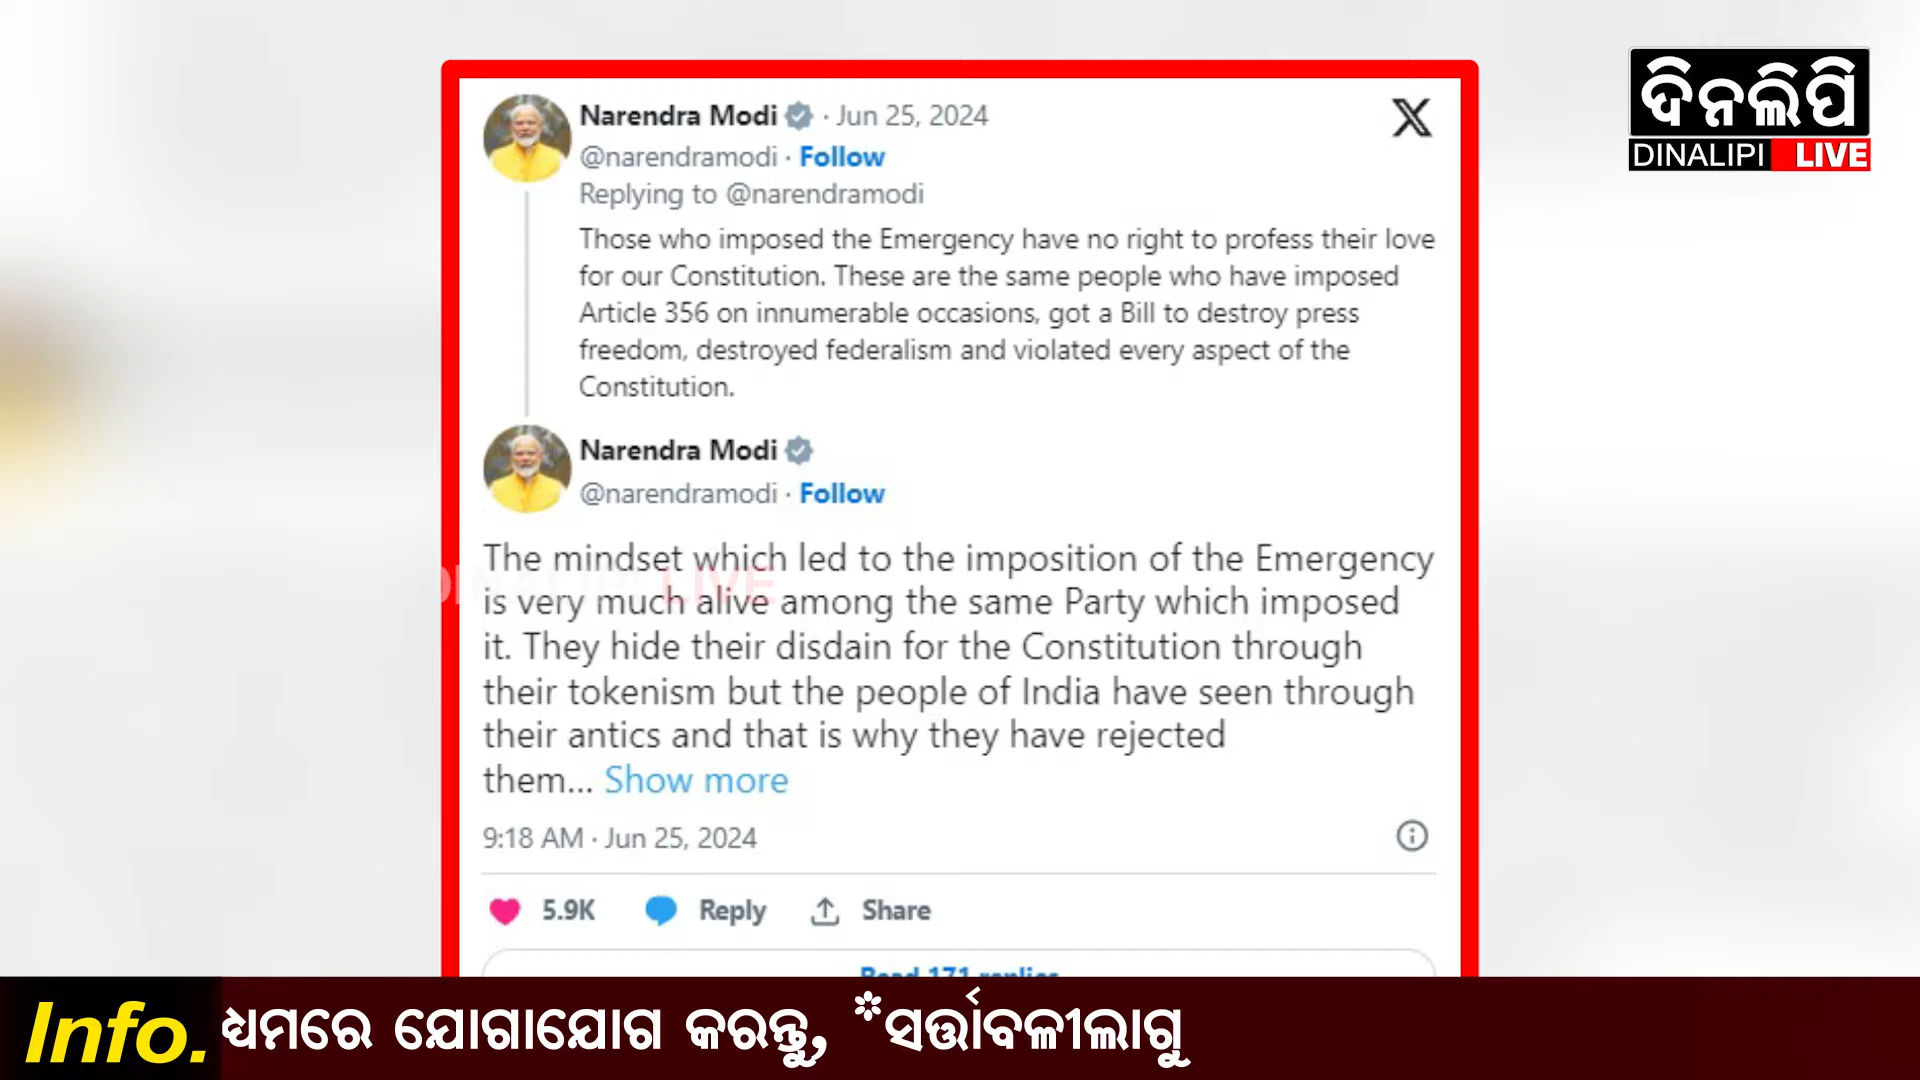 Narendra Modi · Jun 25, 2024
@narendramodi · Follow
Replying to @narendramodi
Those who imposed the Emergency have no right to profess their love
for our Constitution. These are the same people who have imposed
Article 356 on innumerable occasions, got a Bill to destroy press
freedom, destroyed federalism and violated every aspect of the
Constitution.
Narendra Modi
@narendramodi · Follow
The mindset which led to the imposition of the Emergency
is very much alive among the same Party which imposed
it. They hide their disdain for the Constitution through
their tokenism but the people of India have seen through
their antics and that is why they have rejected
them... Show more
9:18 AM · Jun 25, 2024
5.9K Reply Share
Read 171 replies
ଦିନଲିପି
DINALIPI LIVE
DINALIPI LIVE
Info. ଧ୍ୟମରେ ଯୋଗାଯୋଗ କରନ୍ତୁ, *ସର୍ତ୍ତାବଳୀଲାଗୁ